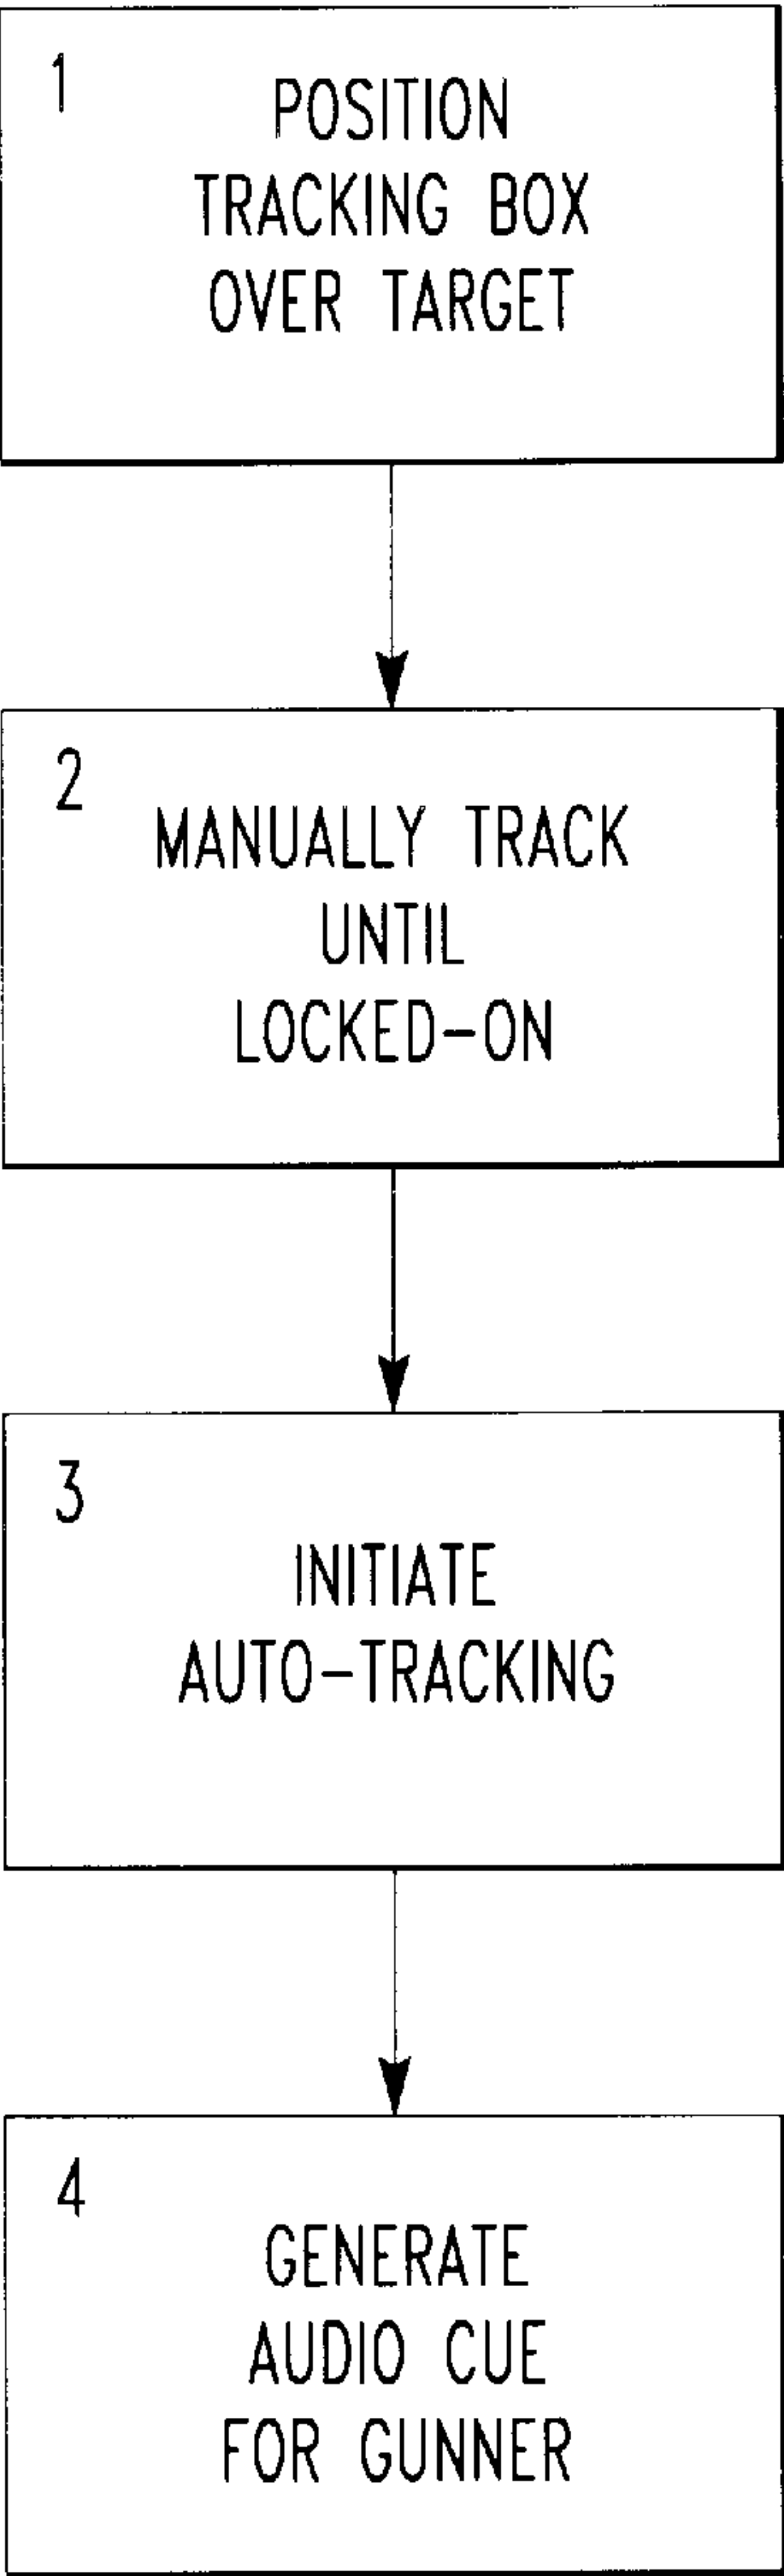 1
POSITION
TRACKING BOX
OVER TARGET
2
MANUALLY TRACK
UNTIL
LOCKED-ON
3
INITIATE
AUTO-TRACKING
4
GENERATE
AUDIO CUE
FOR GUNNER